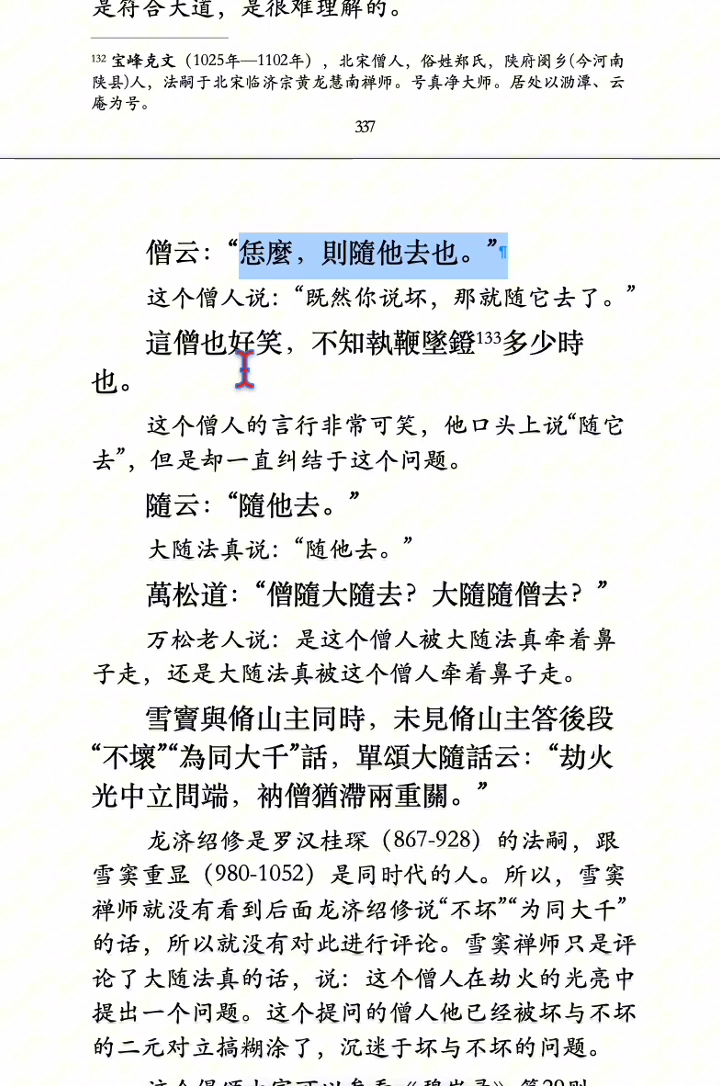 是符合大道，是很难理解的。
132 宝峰克文（1025年—1102年），北宋僧人，俗姓郑氏，陕府阌乡(今河南
陕县)人，法嗣于北宋临济宗黄龙慧南禅师。号真净大师。居处以泐潭、云
庵为号。
337
僧云：“恁麼，則隨他去也。”¶
这个僧人说：“既然你说坏，那就随它去了。”
這僧也好笑，不知執鞭墜鐙133多少時
也。
这个僧人的言行非常可笑，他口头上说“随它
去”，但是却一直纠结于这个问题。
隨云：“隨他去。”
大随法真说：“随他去。”
萬松道：“僧隨大隨去？大隨隨僧去？”
万松老人说：是这个僧人被大随法真牵着鼻
子走，还是大随法真被这个僧人牵着鼻子走。
雪竇與脩山主同時，未見脩山主答後段
“不壞”“為同大千”話，單頌大隨話云：“劫火
光中立問端，衲僧猶滯兩重關。”
龙济绍修是罗汉桂琛（867-928）的法嗣，跟
雪窦重显（980-1052）是同时代的人。所以，雪窦
禅师就没有看到后面龙济绍修说“不坏”“为同大千”
的话，所以就没有对此进行评论。雪窦禅师只是评
论了大随法真的话，说：这个僧人在劫火的光亮中
提出一个问题。这个提问的僧人他已经被坏与不坏
的二元对立搞糊涂了，沉迷于坏与不坏的问题。